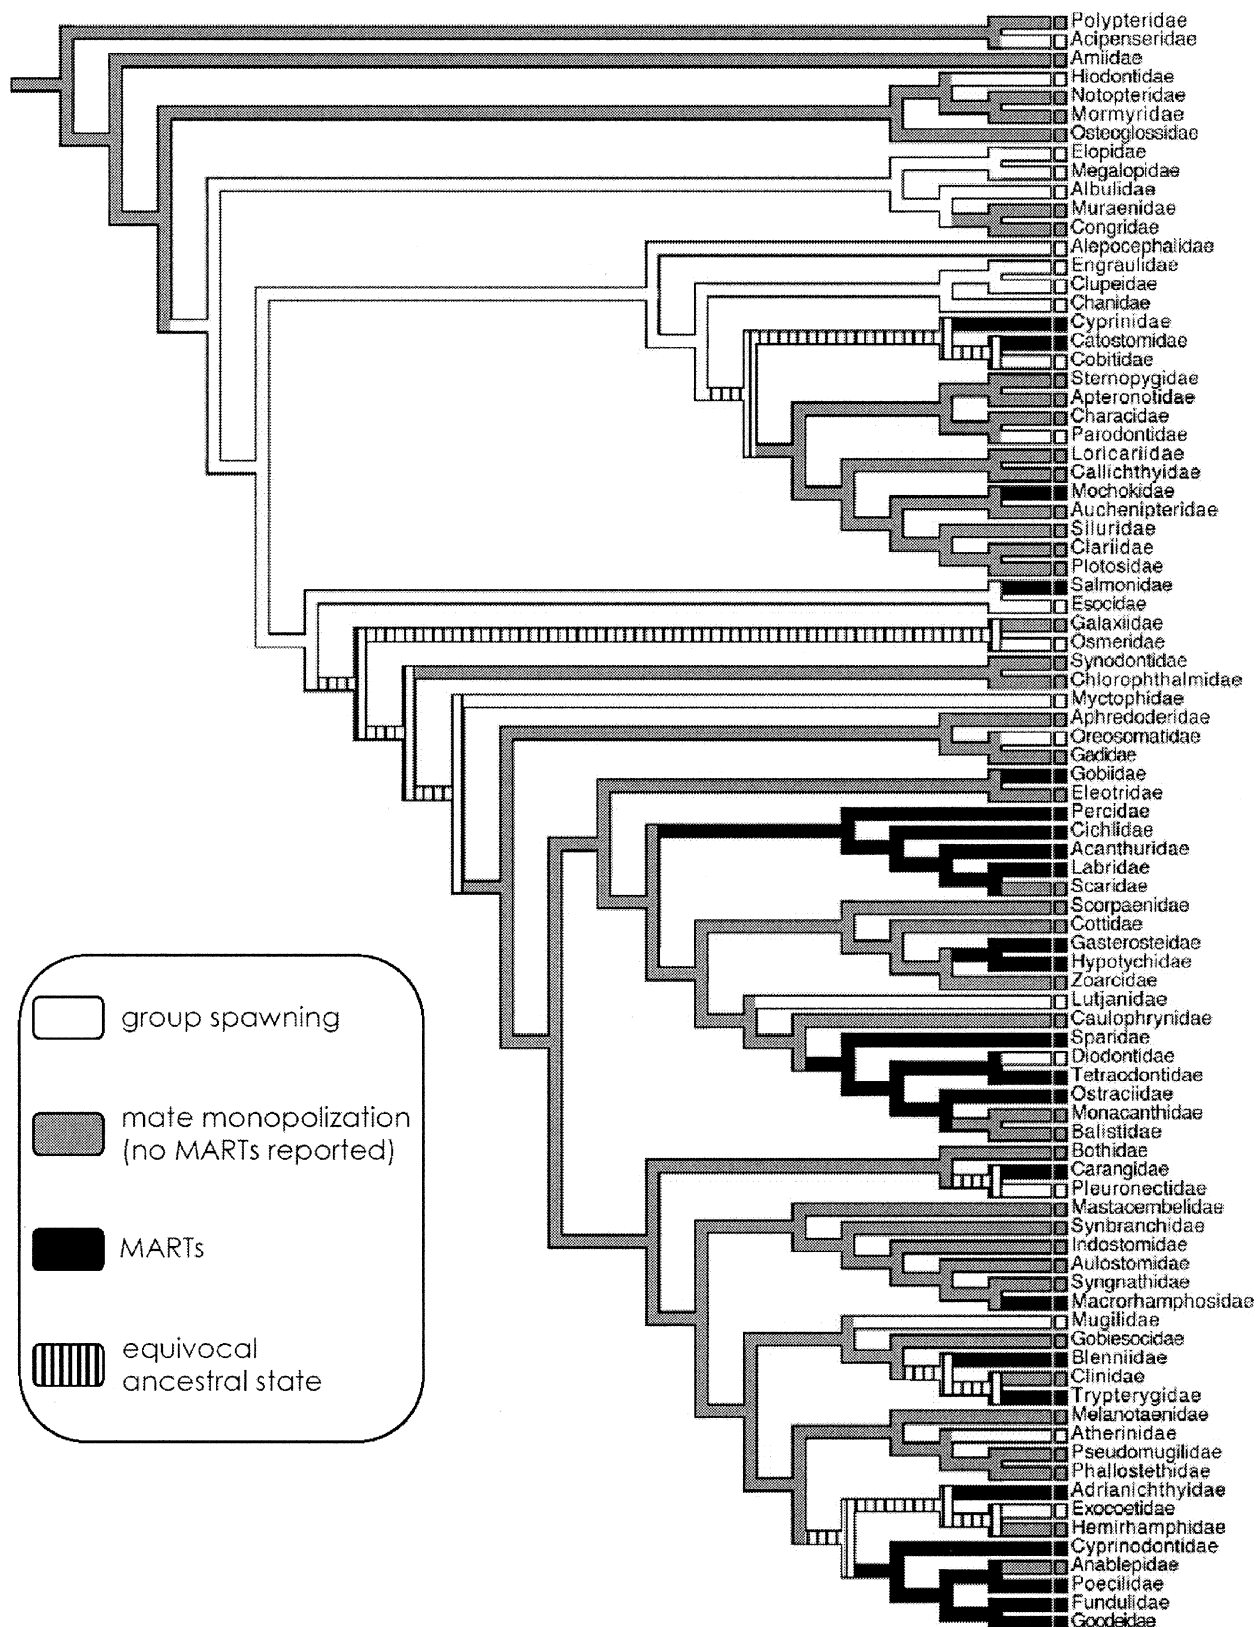 Polypteridae
Acipenseridae
Amiidae
Hiodontidae
Notopteridae
Mormyridae
Osteoglossidae
Elopidae
Megalopidae
Albulidae
Muraenidae
Congridae
Alepocephalidae
Engraulidae
Clupeidae
Chanidae
Cyprinidae
Catostomidae
Cobitidae
Sternopygidae
Apteronotidae
Characidae
Parodontidae
Loricariidae
Callichthyidae
Mochokidae
Auchenipteridae
Siluridae
Clariidae
Plotosidae
Salmonidae
Esocidae
Galaxiidae
Osmeridae
Synodontidae
Chlorophthalmidae
Myctophidae
Aphredoderidae
Oreosomatidae
Gadidae
Gobiidae
Eleotridae
Percidae
Cichlidae
Acanthuridae
Labridae
Scaridae
Scorpaenidae
Cottidae
Gasterosteidae
Hypotychidae
Zoarcidae
Lutjanidae
Caulophrynidae
Sparidae
Diodontidae
Tetraodontidae
Ostraciidae
Monacanthidae
Balistidae
Bothidae
Carangidae
Pleuronectidae
Mastacembelidae
Synbranchidae
Indostomidae
Aulostomidae
Syngnathidae
Macrorhamphosidae
Mugilidae
Gobiesocidae
Blenniidae
Clinidae
Trypterygidae
Melanotaenidae
Atherinidae
Pseudomugilidae
Phallostethidae
Adrianichthyidae
Exocoetidae
Hemirhamphidae
Cyprinodontidae
Anablepidae
Poeciliidae
Fundulidae
Goodeidae
group spawning
mate monopolization
(no MARTs reported)
MARTs
equivocal
ancestral state